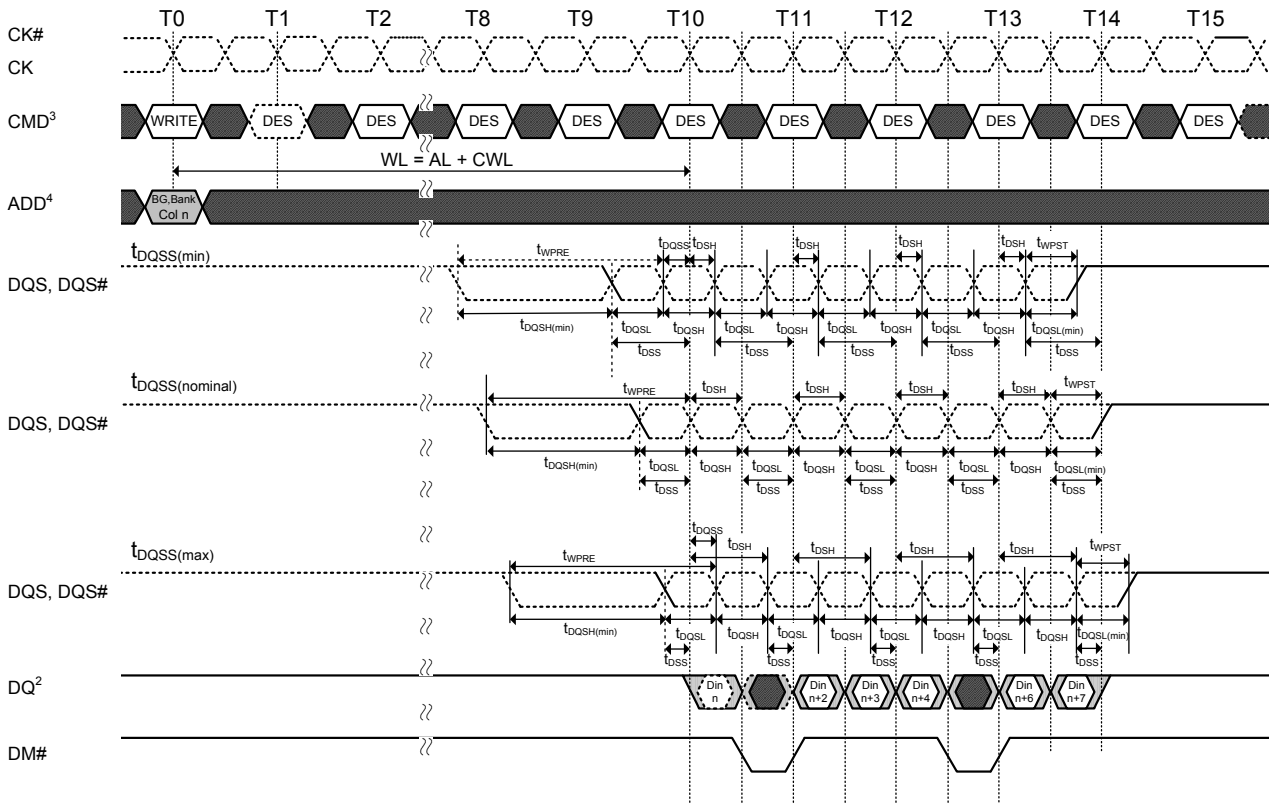 T0 T1 T2 T8 T9 T10 T11 T12 T13 T14 T15
CK#
CK
CMD3 WRITE DES DES DES DES DES DES DES DES DES DES
WL = AL + CWL
ADD4 BG,Bank
Col n
tDQSS(min) tWPRE tDQSS tDSH tDSH tDSH tDSH tWPST
DQS, DQS#
tDQSH(min) tDQSL tDQSH tDQSL tDQSH tDQSL tDQSH tDQSL tDQSH tDQSL(min)
tDSS tDSS tDSS tDSS tDSS
tDQSS(nominal) tWPRE tDSH tDSH tDSH tDSH tWPST
DQS, DQS#
tDQSH(min) tDQSL tDQSH tDQSL tDQSH tDQSL tDQSH tDQSL tDQSH tDQSL(min)
tDSS tDSS tDSS tDSS tDSS
tDQSS
tDQSS(max) tWPRE tDSH tDSH tDSH tDSH tWPST
DQS, DQS#
tDQSH(min) tDQSL tDQSH tDQSL tDQSH tDQSL tDQSH tDQSL tDQSH tDQSL(min)
tDSS tDSS tDSS tDSS tDSS
DQ2 Din Din Din Din Din Din
n n+2 n+3 n+4 n+6 n+7
DM#